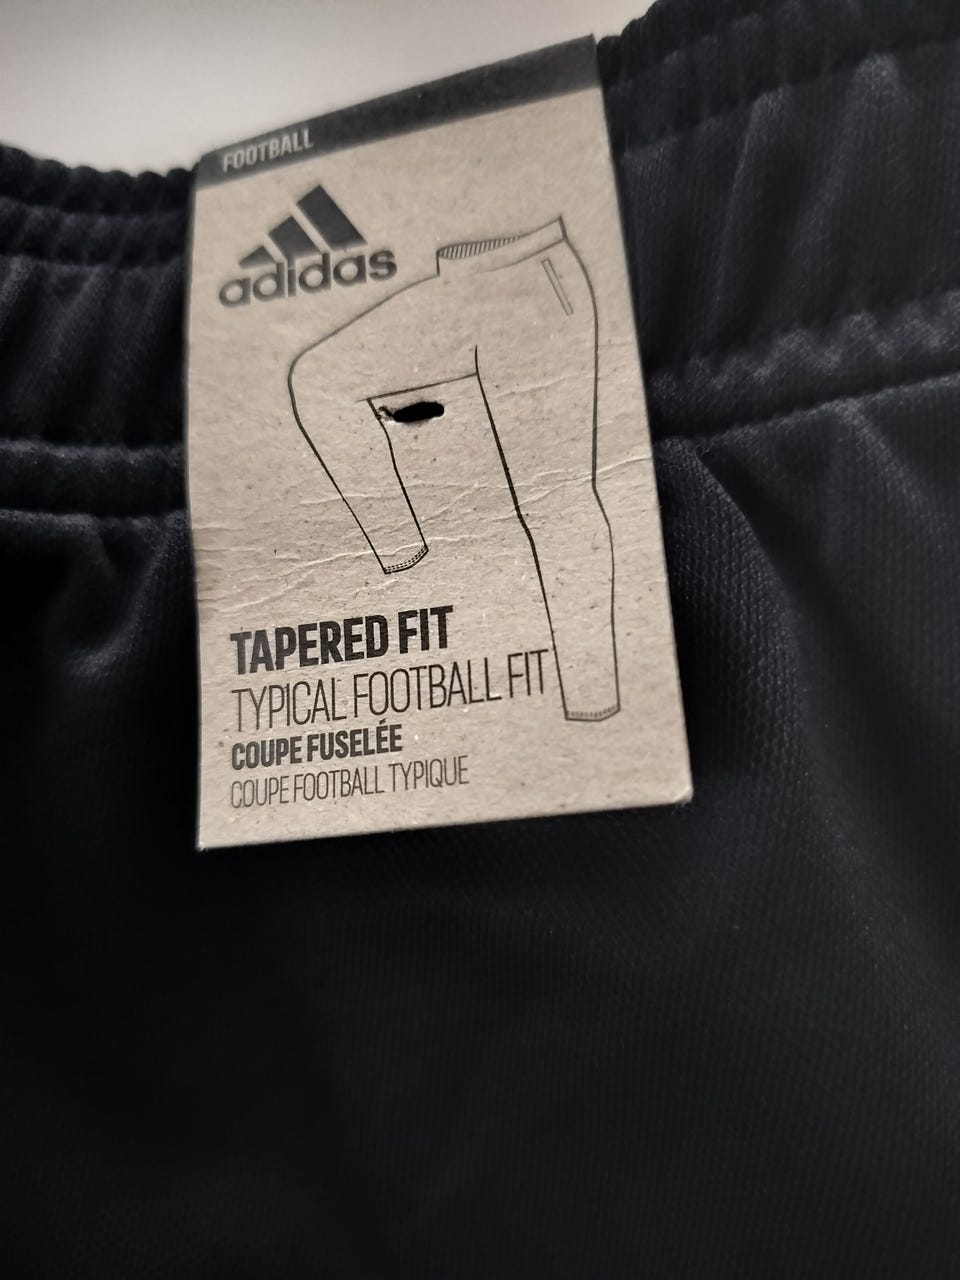 FOOTBALL
adidas
TAPERED FIT
TYPICAL FOOTBALL FIT
COUPE FUSELÉE
COUPE FOOTBALL TYPIQUE